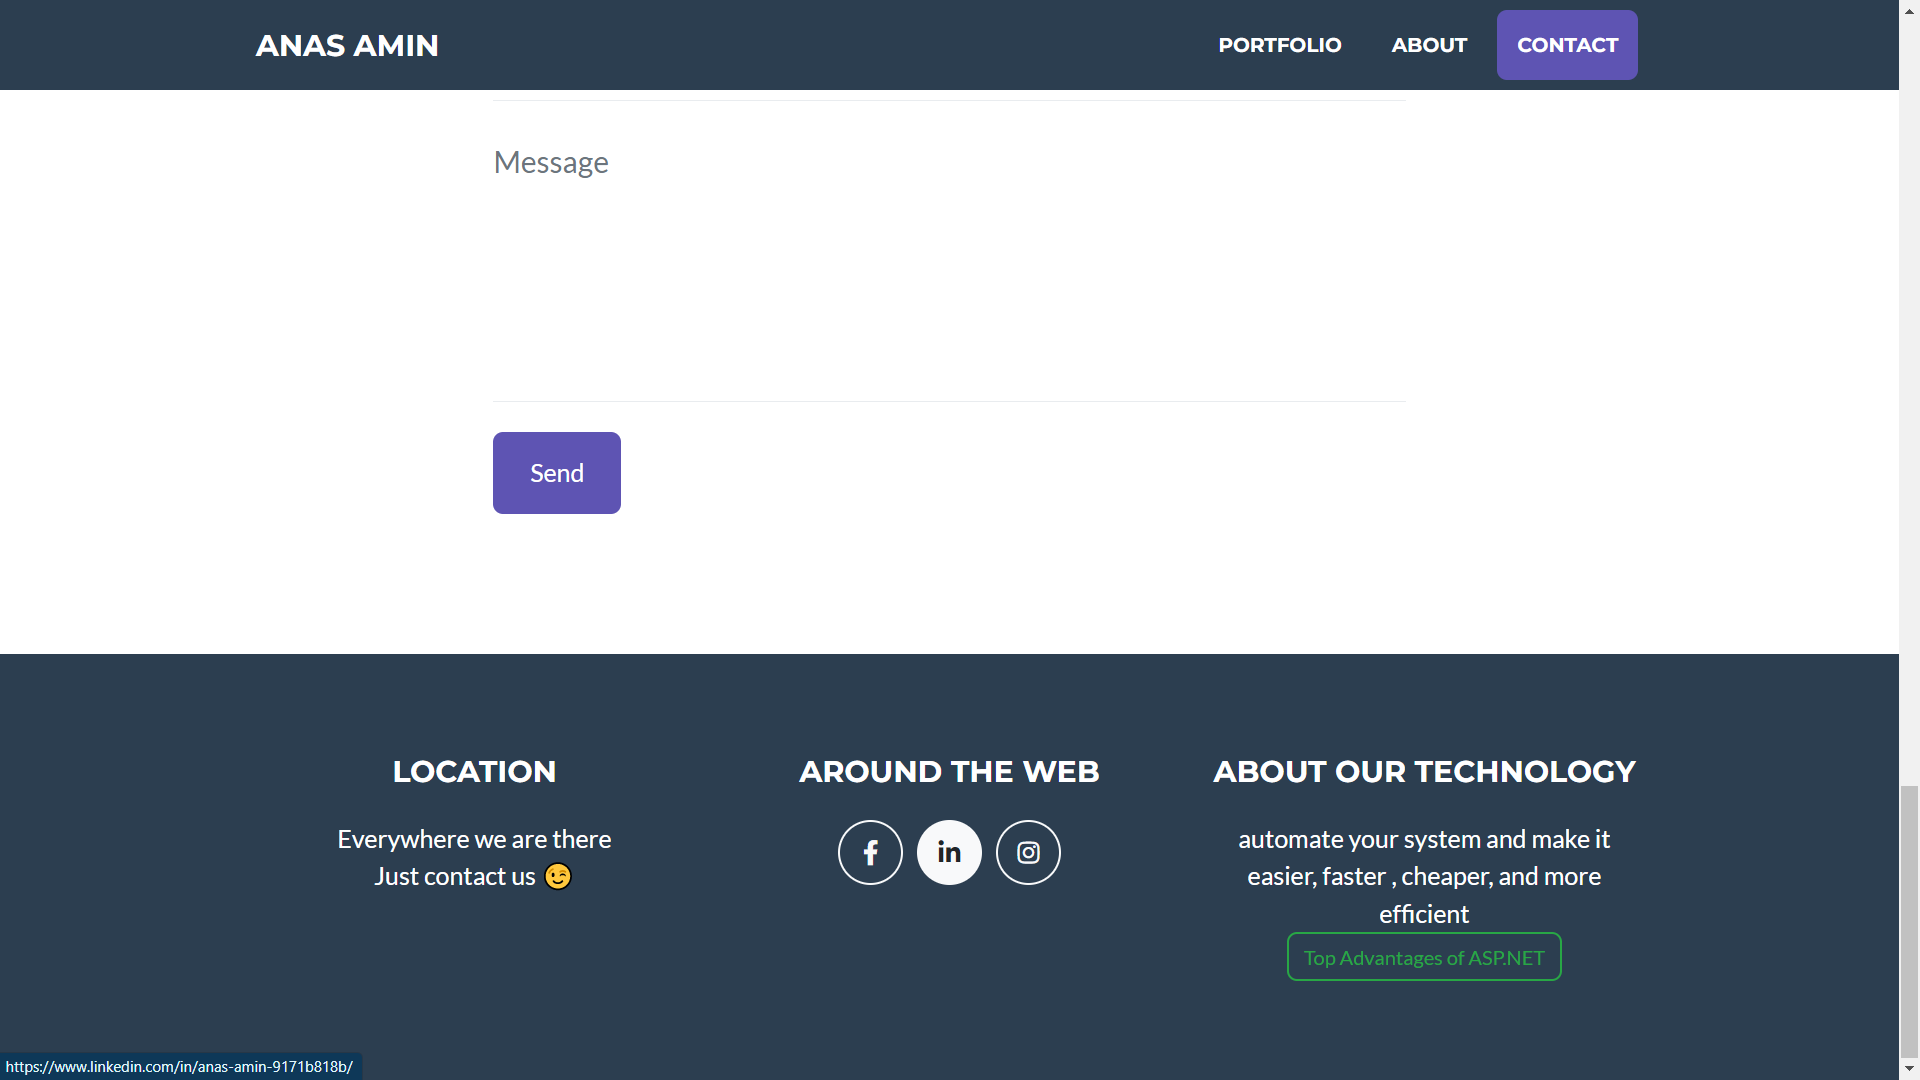 ANAS AMIN
PORTFOLIO ABOUT CONTACT
Message
Send
LOCATION
Everywhere we are there
Just contact us 😉
AROUND THE WEB
f in
ABOUT OUR TECHNOLOGY
automate your system and make it
easier, faster , cheaper, and more
efficient
Top Advantages of ASP.NET
https://www.linkedin.com/in/anas-amin-9171b818b/